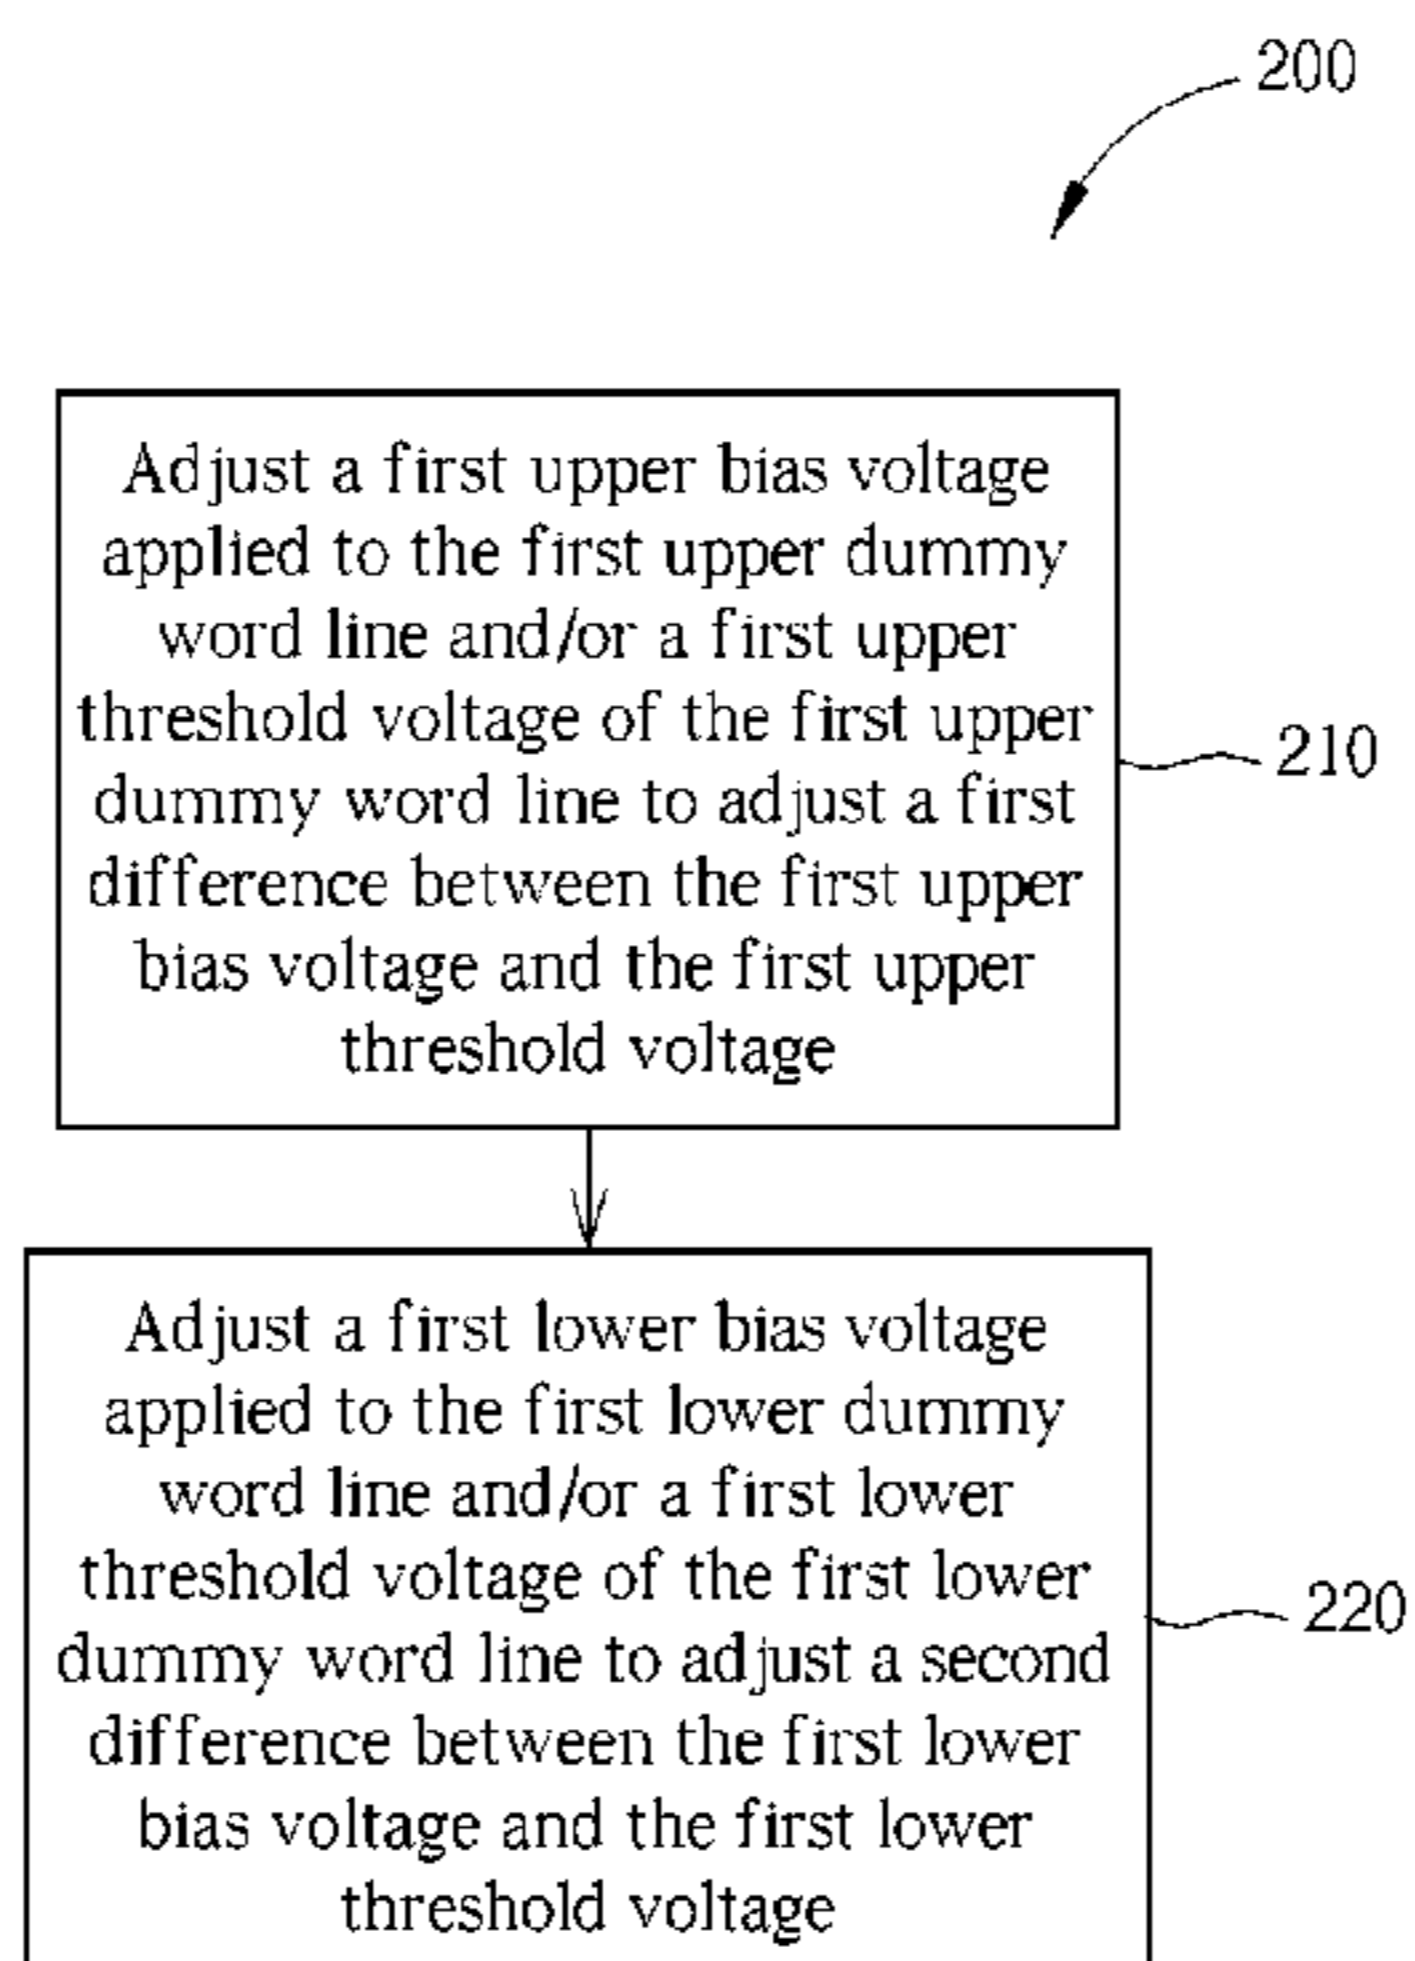 200
Adjust a first upper bias voltage
applied to the first upper dummy
word line and/or a first upper
threshold voltage of the first upper
dummy word line to adjust a first
difference between the first upper
bias voltage and the first upper
threshold voltage
210
Adjust a first lower bias voltage
applied to the first lower dummy
word line and/or a first lower
threshold voltage of the first lower
dummy word line to adjust a second
difference between the first lower
bias voltage and the first lower
threshold voltage
220